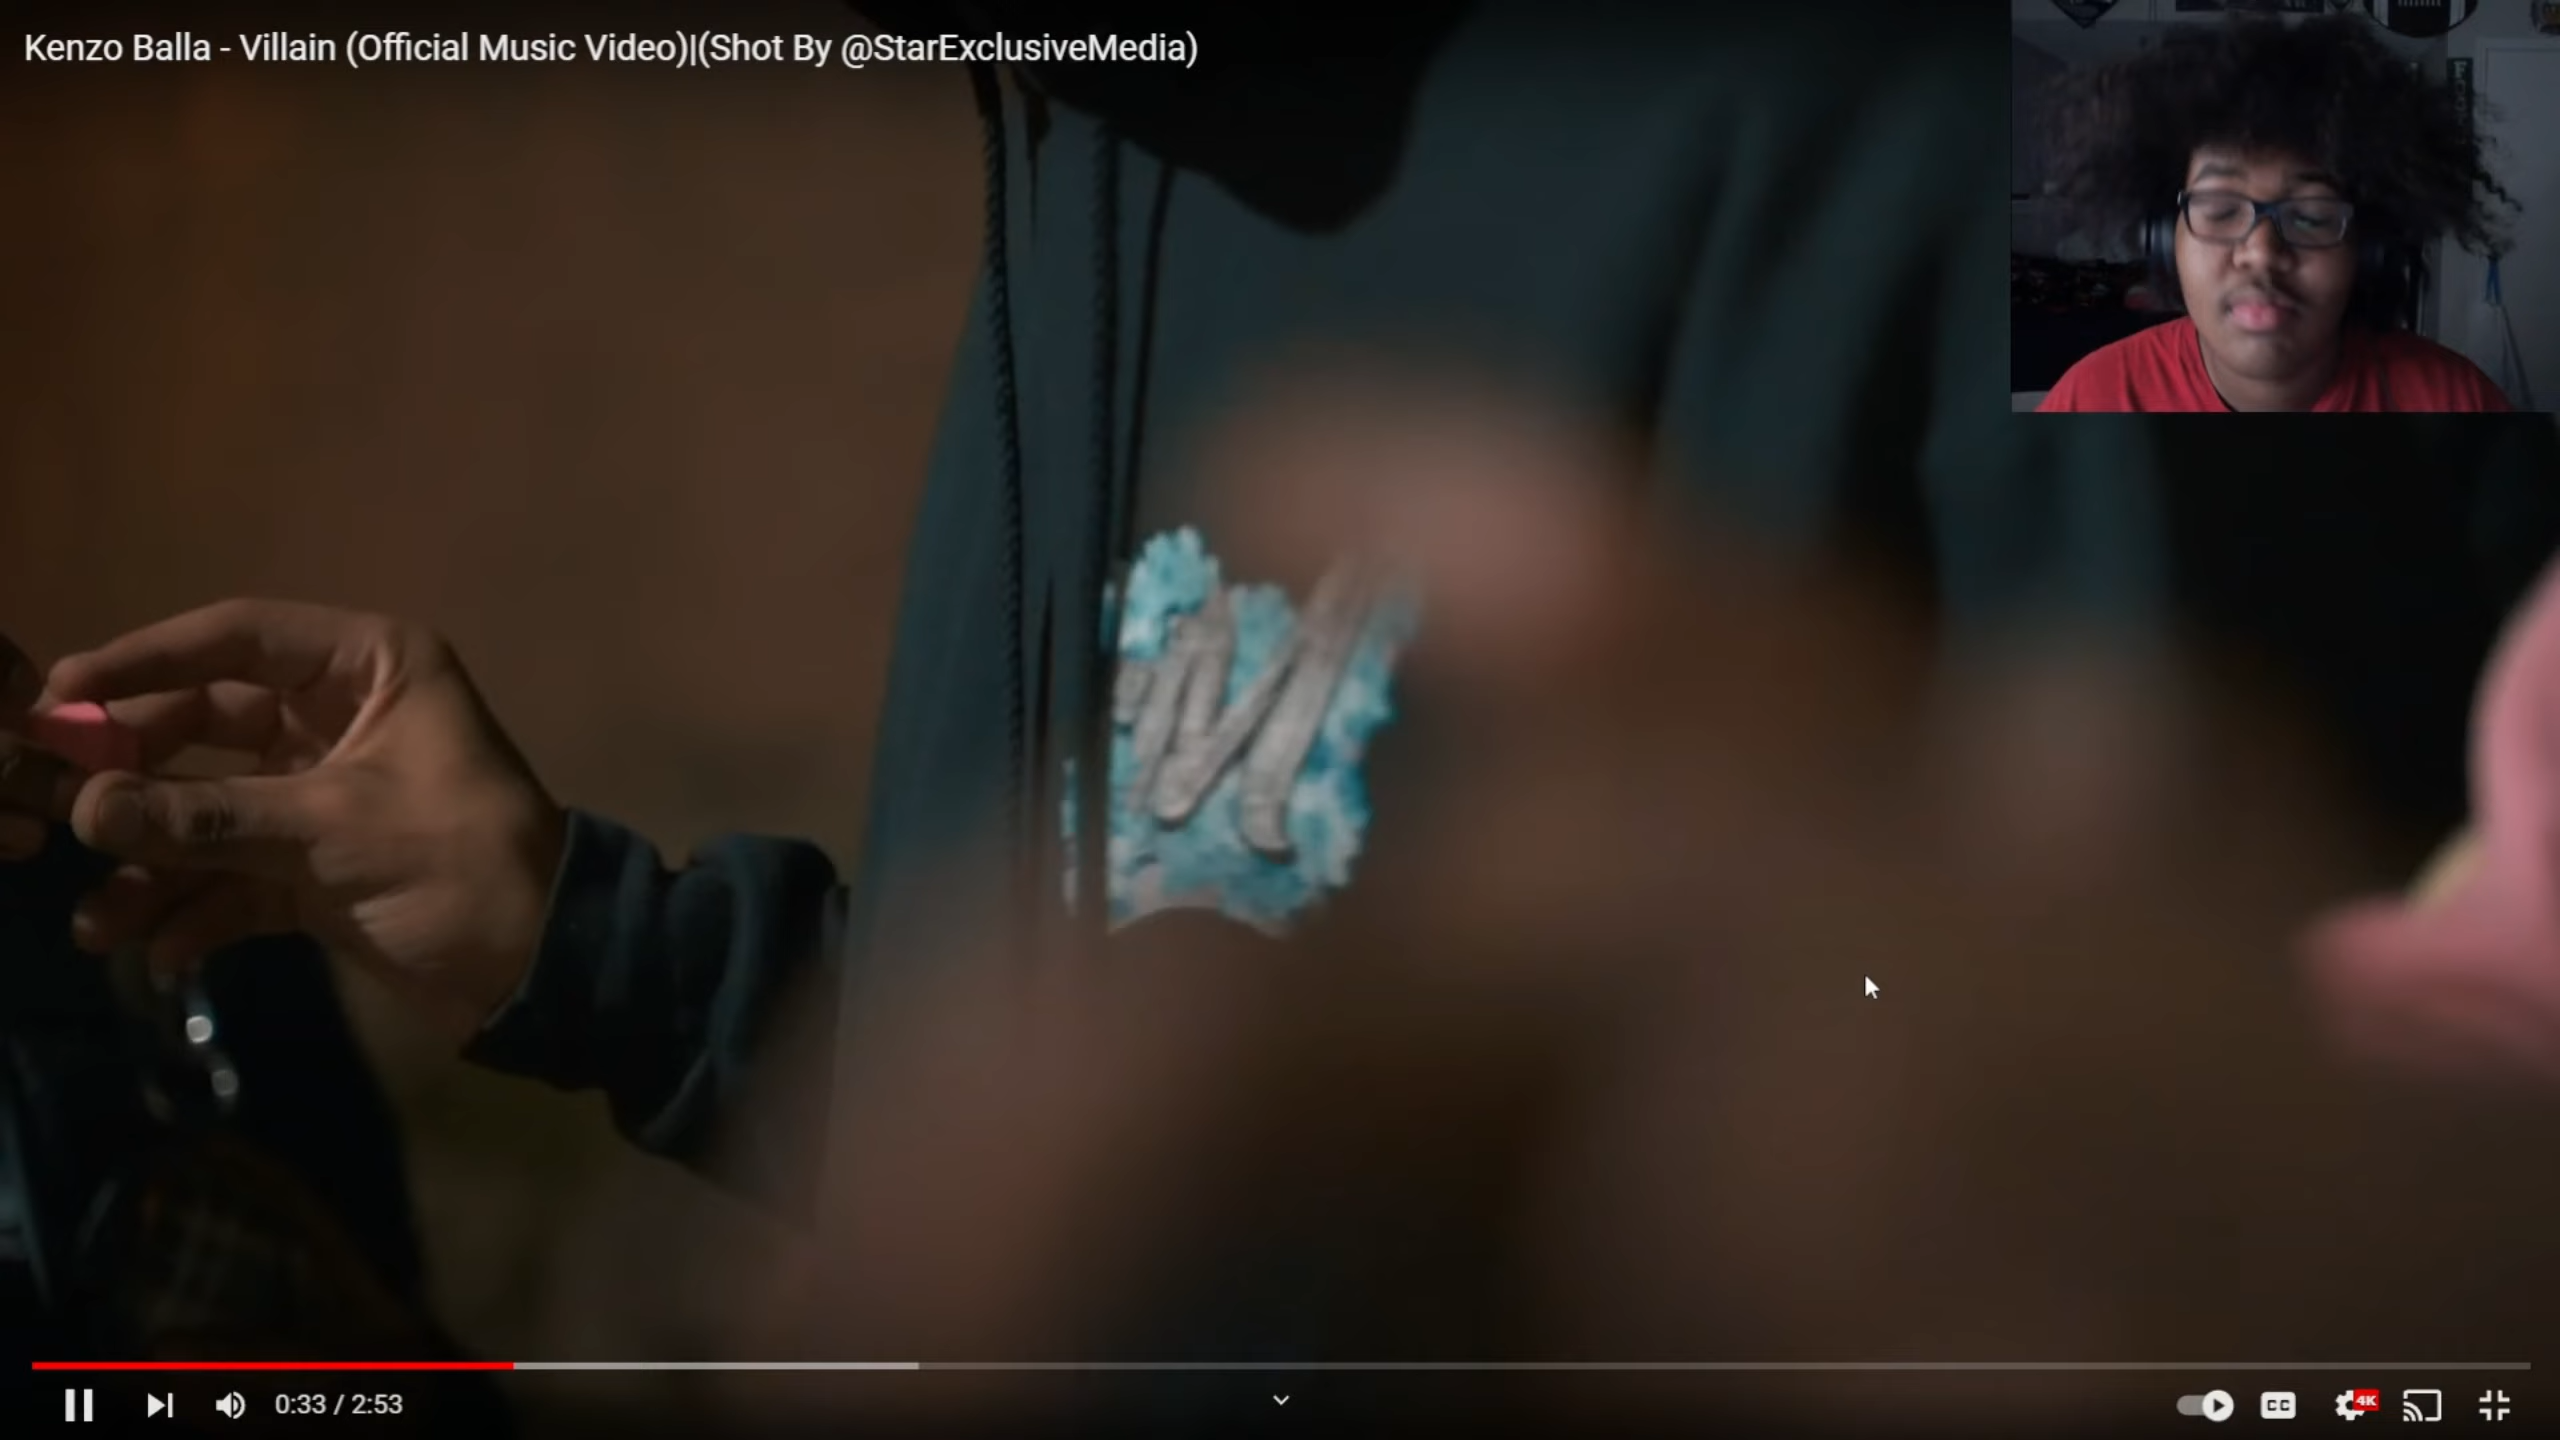 Kenzo Balla - Villain (Official Music Video)|(Shot By @StarExclusiveMedia)
0:33 / 2:53
CC
4K